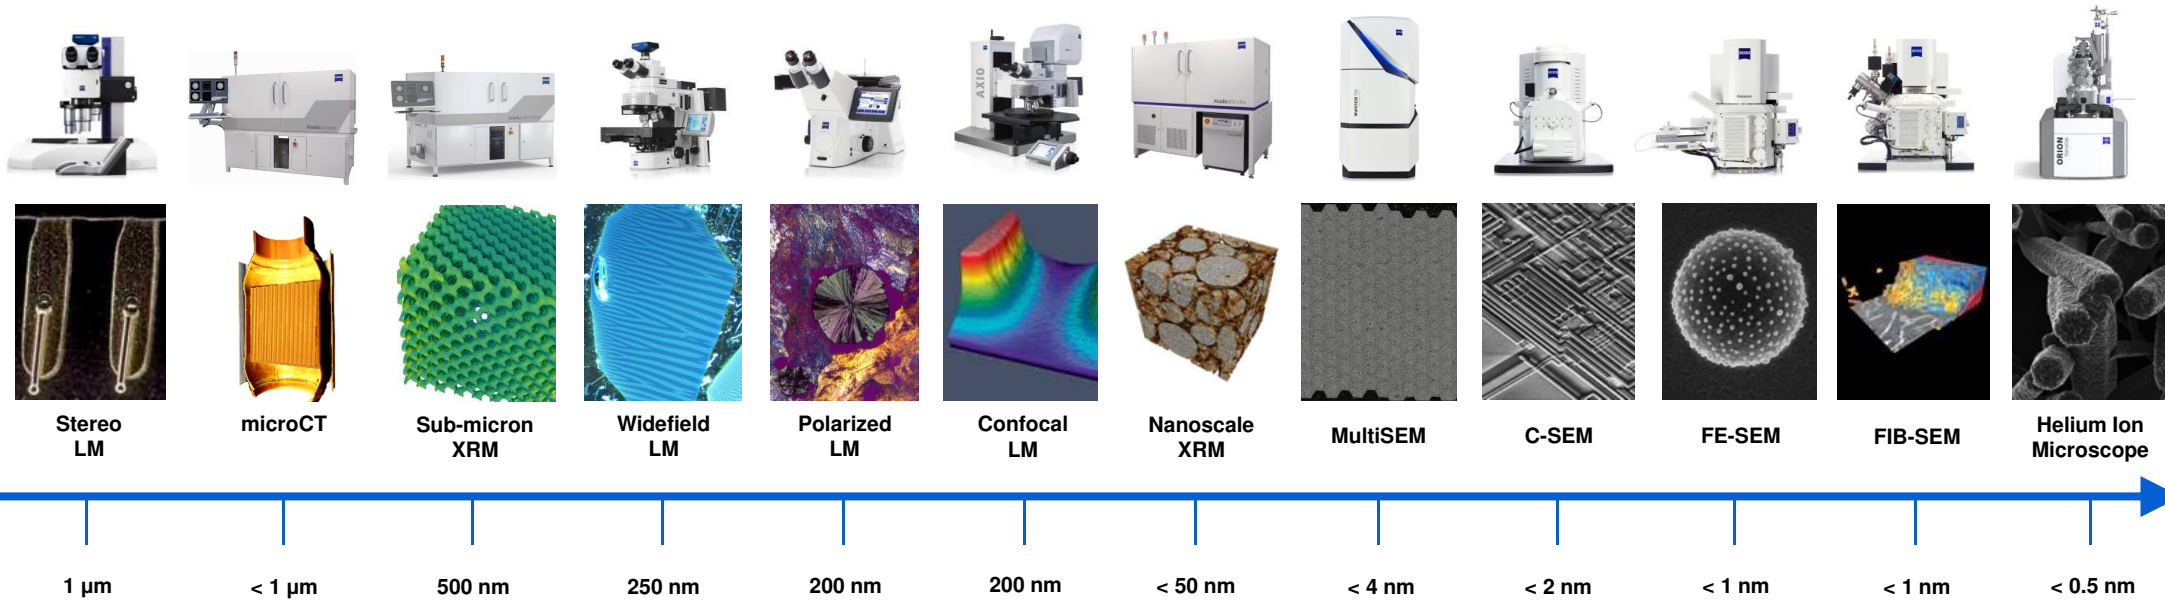 AXIO
ORION
Stereo
LM
microCT
Sub-micron
XRM
Widefield
LM
Polarized
LM
Confocal
LM
Nanoscale
XRM
MultiSEM
C-SEM
FE-SEM
FIB-SEM
Helium Ion
Microscope
1 µm
< 1 µm
500 nm
250 nm
200 nm
200 nm
< 50 nm
< 4 nm
< 2 nm
< 1 nm
< 1 nm
< 0.5 nm